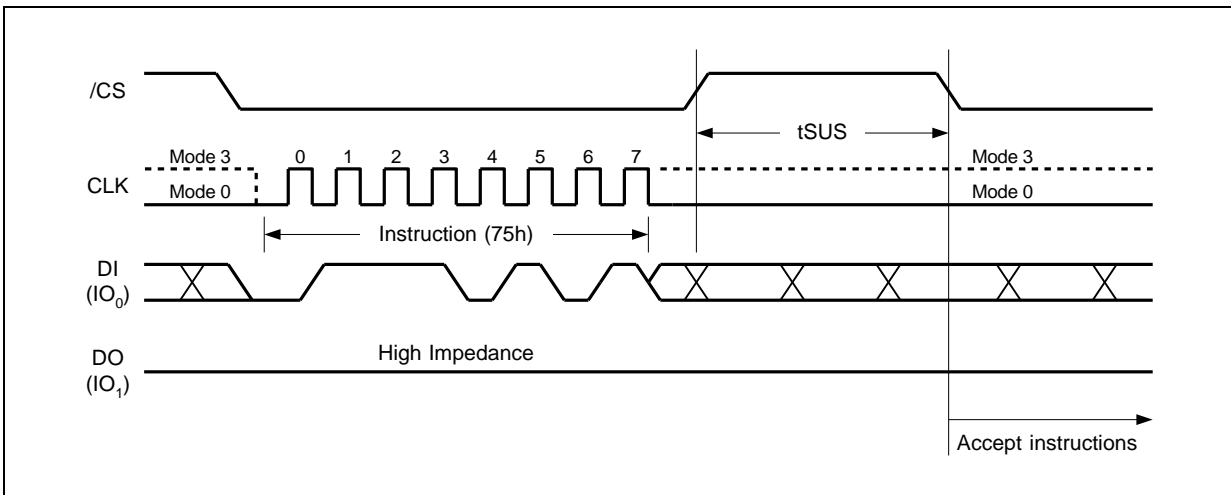 /CS
tSUS
Mode 3 0 1 2 3 4 5 6 7 Mode 3
CLK
Mode 0 Mode 0
Instruction (75h)
DI
(IO0)
High Impedance
DO
(IO1)
Accept instructions